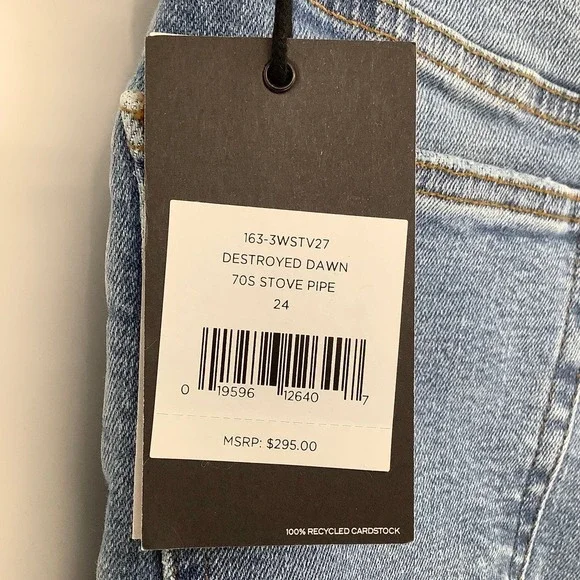 163-3WSTV27
DESTROYED DAWN
70S STOVE PIPE
24
0 19596 12640 7
MSRP: $295.00
100% RECYCLED CARDSTOCK